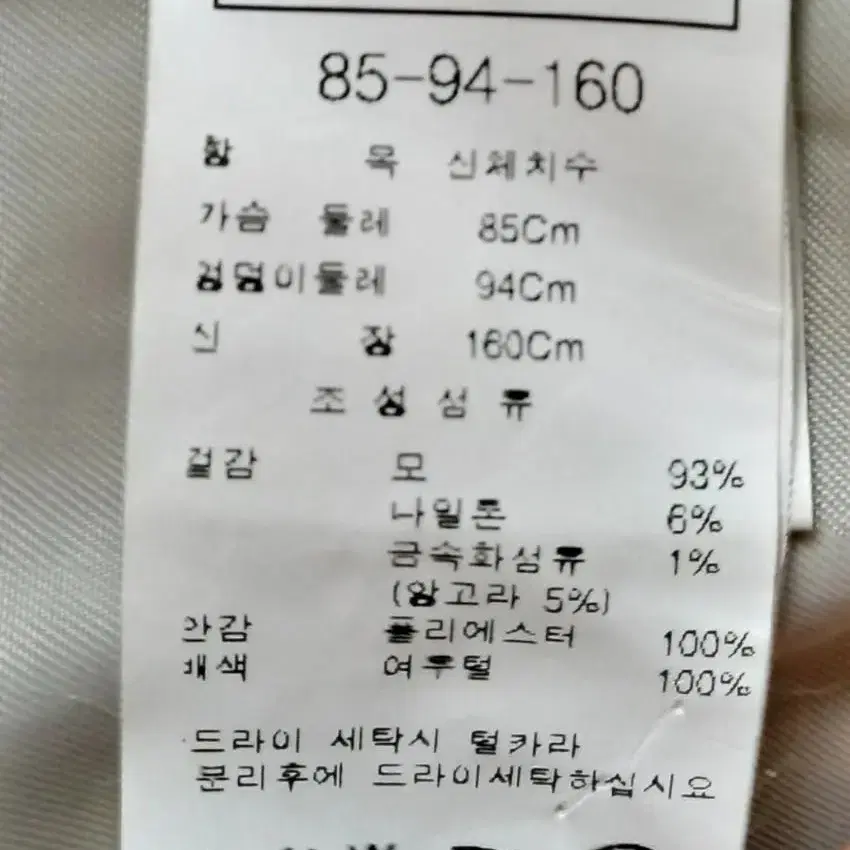 85-94-160
항 목 신체치수
가슴 둘레 85Cm
엉덩이둘레 94Cm
신 장 160Cm
조성섬유
겉감 모 93%
나일론 6%
금속화섬유 1%
(앙고라 5%)
안감 폴리에스터 100%
배색 여우털 100%
·드라이 세탁시 털카라
분리후에 드라이세탁하십시요